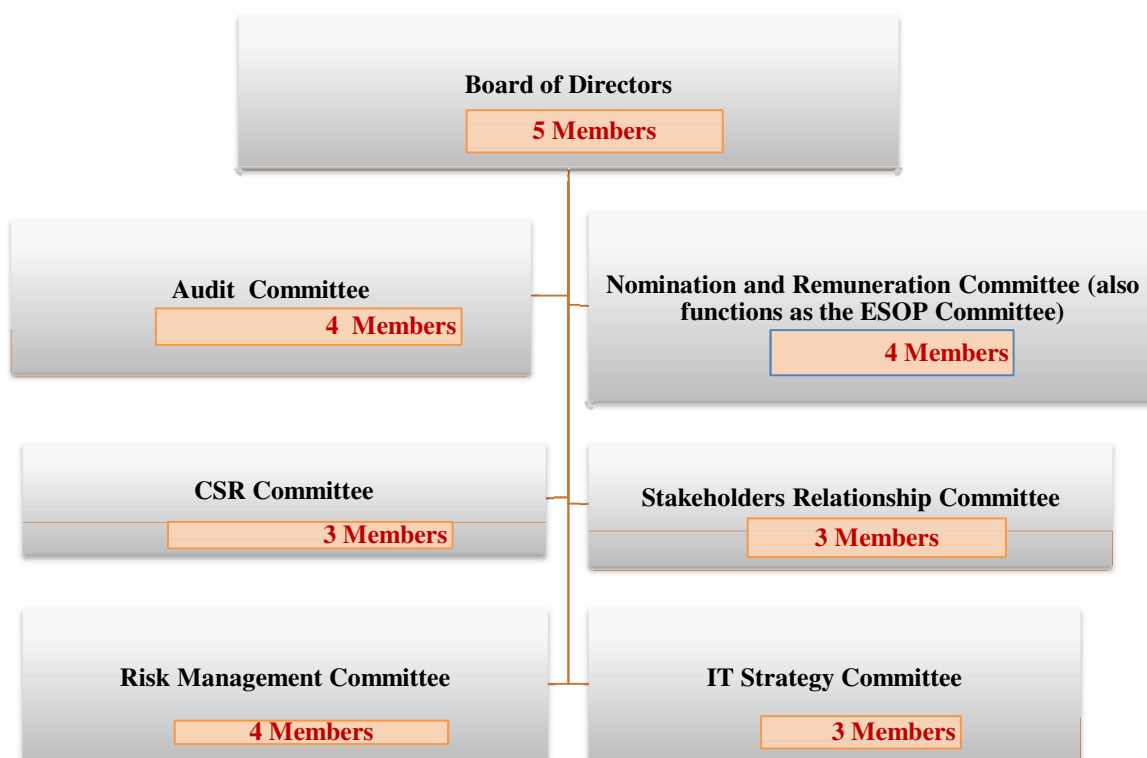 Board of Directors
5 Members
Audit Committee
4 Members
Nomination and Remuneration Committee (also
functions as the ESOP Committee)
4 Members
CSR Committee
3 Members
Stakeholders Relationship Committee
3 Members
Risk Management Committee
4 Members
IT Strategy Committee
3 Members